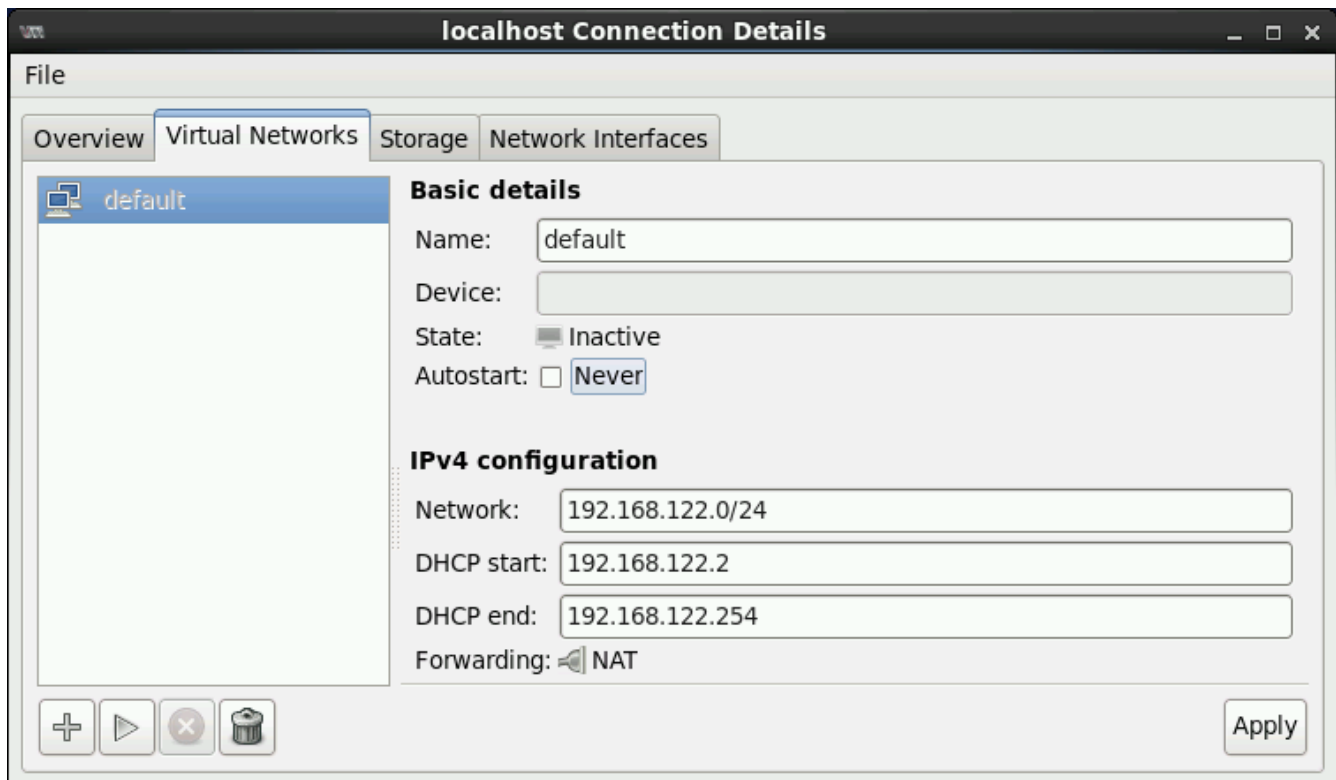 localhost Connection Details
File
Overview Virtual Networks Storage Network Interfaces
default
Basic details
Name: default
Device:
State: Inactive
Autostart: Never
IPv4 configuration
Network: 192.168.122.0/24
DHCP start: 192.168.122.2
DHCP end: 192.168.122.254
Forwarding: NAT
Apply